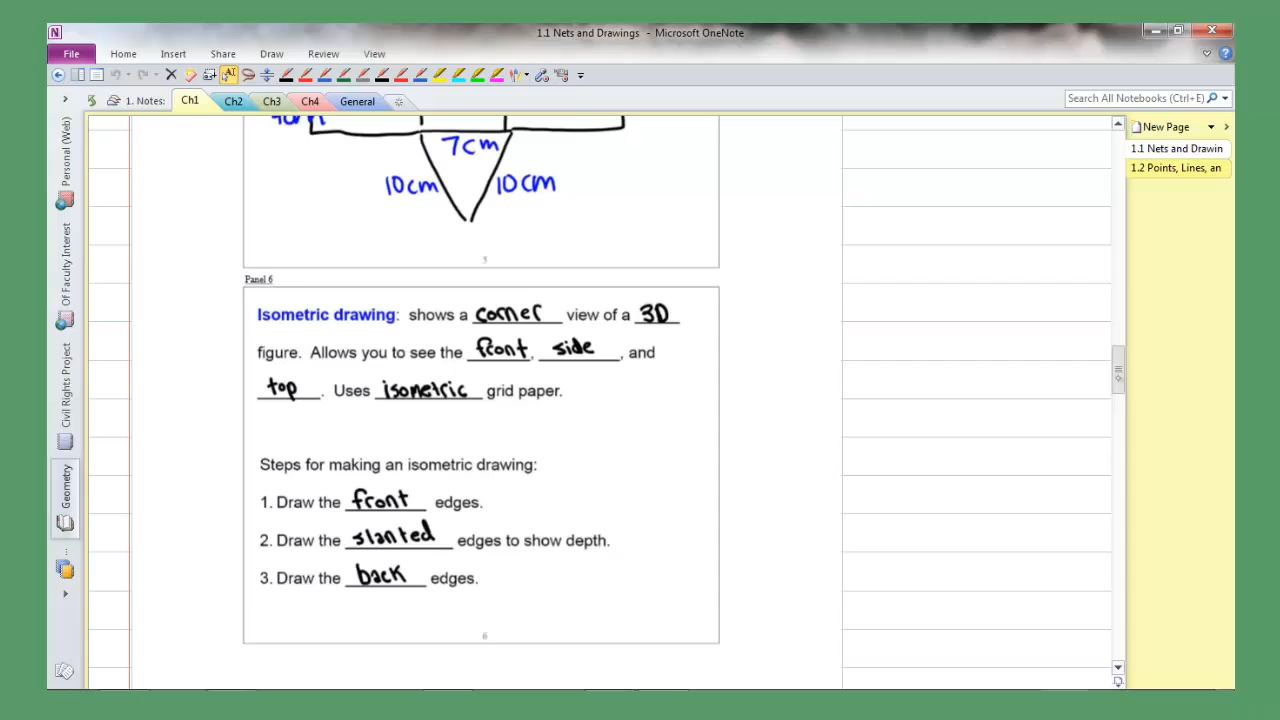 1.1 Nets and Drawings - Microsoft OneNote
File Home Insert Share Draw Review View
1. Notes: Ch1 Ch2 Ch3 Ch4 General
Search All Notebooks (Ctrl+E)
New Page
1.1 Nets and Drawin
1.2 Points, Lines, an
Personal (Web)
Of Faculty Interest
Civil Rights Project
Geometry
7cm
10cm 10cm
5
Panel 6
Isometric drawing: shows a corner view of a 3D
figure. Allows you to see the front, side, and
top. Uses isometric grid paper.
Steps for making an isometric drawing:
1. Draw the front edges.
2. Draw the slanted edges to show depth.
3. Draw the back edges.
6